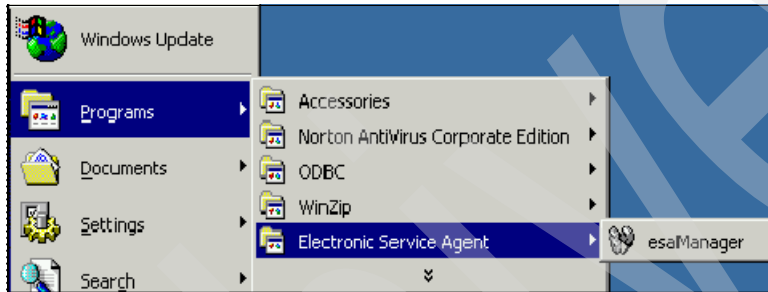 Windows Update
Programs
Documents
Settings
Search
Accessories
Norton AntiVirus Corporate Edition
ODBC
WinZip
Electronic Service Agent
esaManager